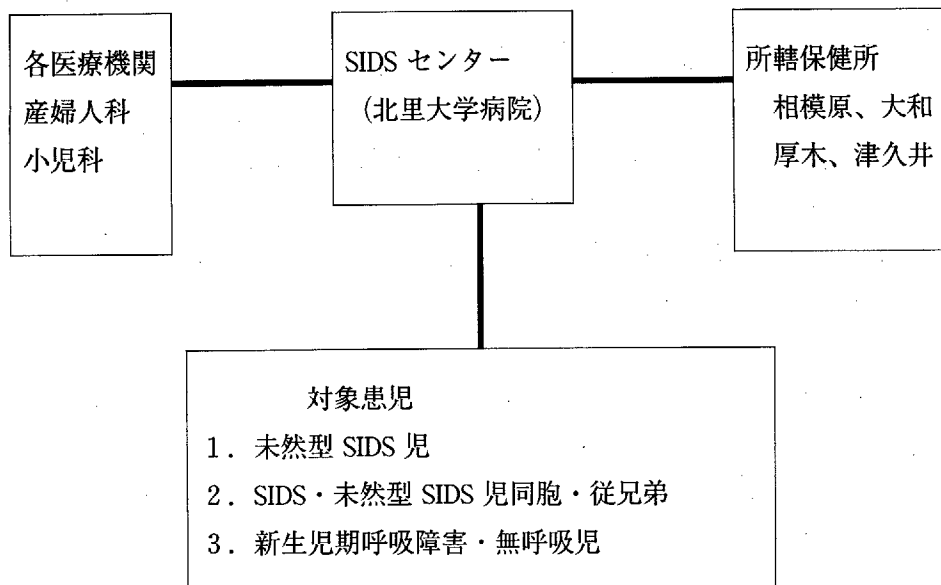 各医療機関
産婦人科
小児科
SIDS センター
(北里大学病院)
所轄保健所
相模原、大和
厚木、津久井
対象患児
1. 未然型 SIDS 児
2. SIDS・未然型 SIDS 児同胞・従兄弟
3. 新生児期呼吸障害・無呼吸児